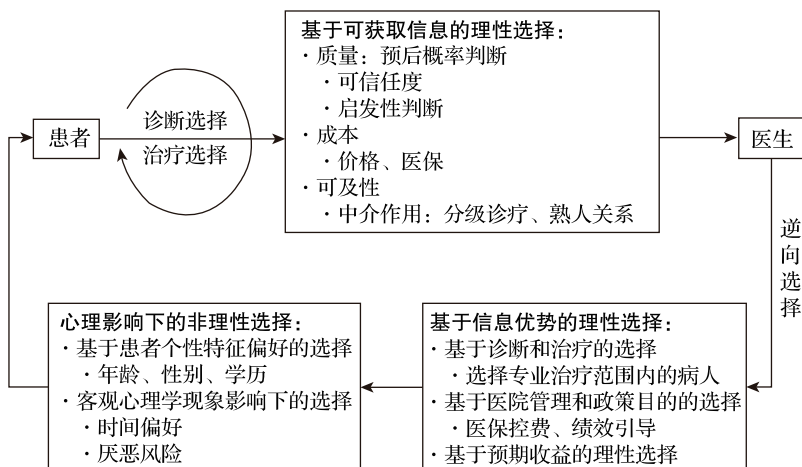 基于可获取信息的理性选择：
·质量：预后概率判断
·可信任度
·启发性判断
·成本
·价格、医保
·可及性
·中介作用：分级诊疗、熟人关系
患者
诊断选择
治疗选择
医生
逆向选择
心理影响下的非理性选择：
·基于患者个性特征偏好的选择
·年龄、性别、学历
·客观心理学现象影响下的选择
·时间偏好
·厌恶风险
基于信息优势的理性选择：
·基于诊断和治疗的选择
·选择专业治疗范围内的病人
·基于医院管理和政策目的的选择
·医保控费、绩效引导
·基于预期收益的理性选择